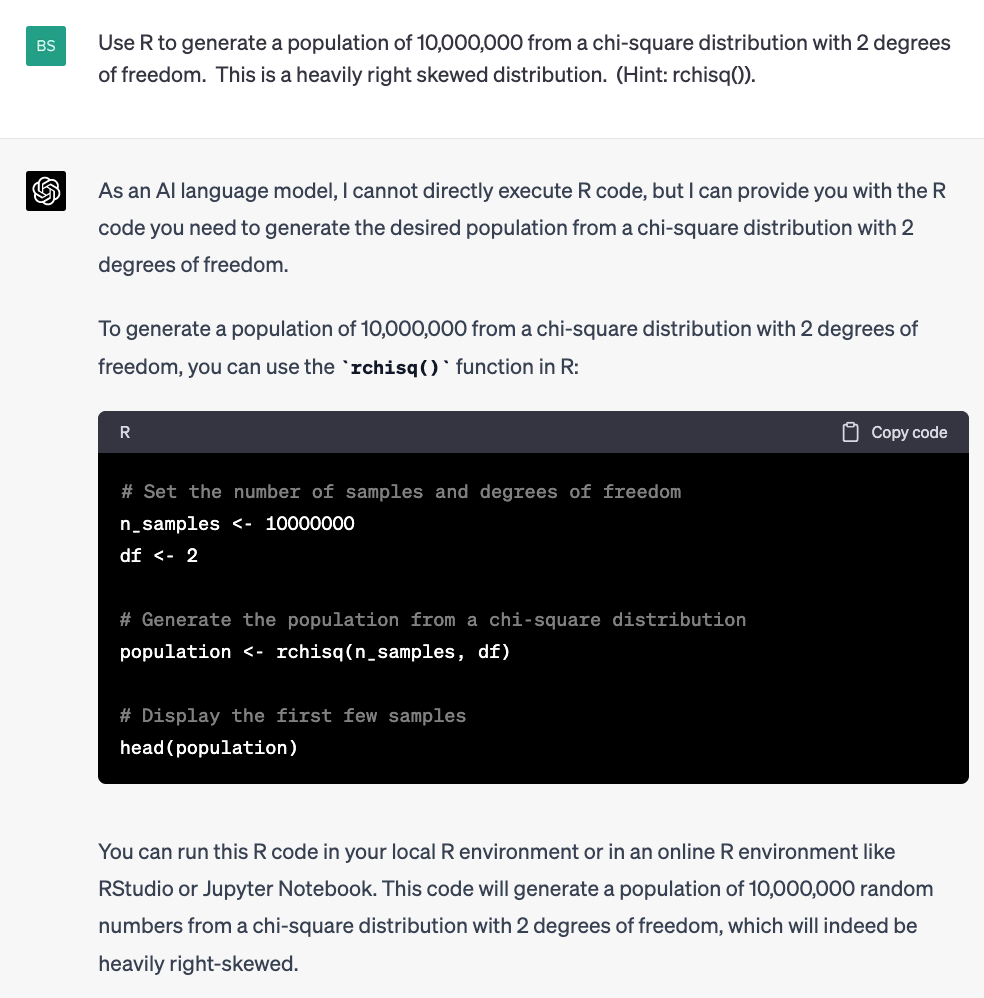 BS
Use R to generate a population of 10,000,000 from a chi-square distribution with 2 degrees
of freedom.  This is a heavily right skewed distribution.  (Hint: rchisq()).
As an AI language model, I cannot directly execute R code, but I can provide you with the R
code you need to generate the desired population from a chi-square distribution with 2
degrees of freedom.
To generate a population of 10,000,000 from a chi-square distribution with 2 degrees of
freedom, you can use the `rchisq()` function in R:
R
Copy code
# Set the number of samples and degrees of freedom
n_samples <- 10000000
df <- 2
# Generate the population from a chi-square distribution
population <- rchisq(n_samples, df)
# Display the first few samples
head(population)
You can run this R code in your local R environment or in an online R environment like
RStudio or Jupyter Notebook. This code will generate a population of 10,000,000 random
numbers from a chi-square distribution with 2 degrees of freedom, which will indeed be
heavily right-skewed.